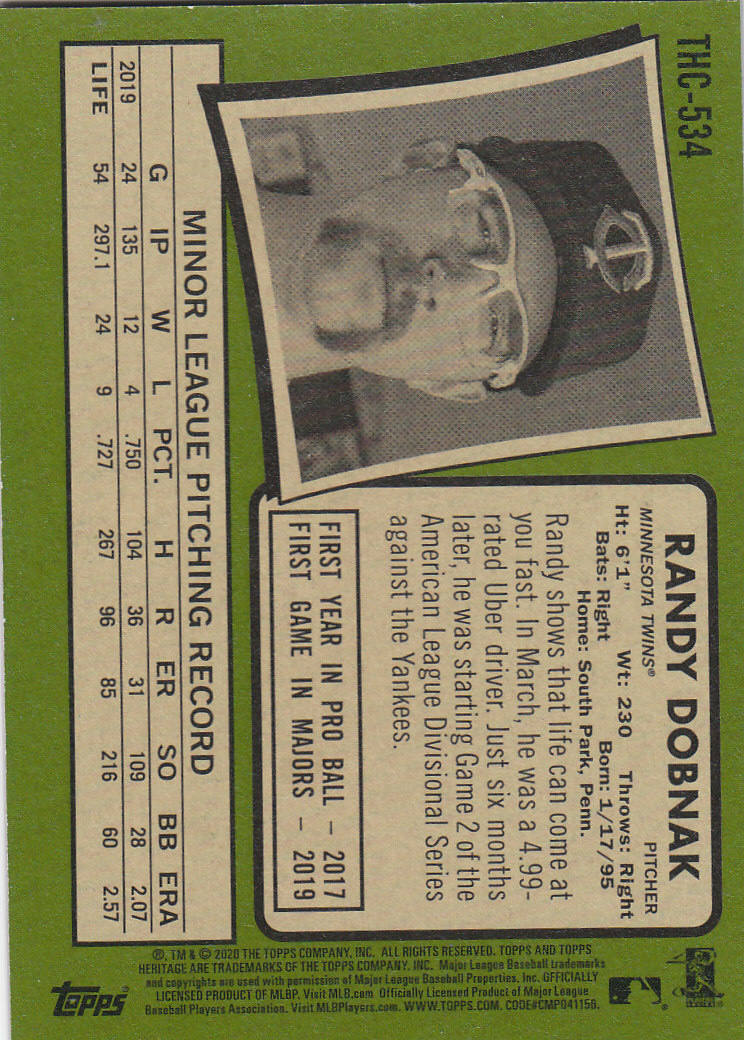 THC-534
RANDY DOBNAK
MINNESOTA TWINS® PITCHER
Ht: 6'1" Wt: 230 Throws: Right
Bats: Right Born: 1/17/95
Home: South Park, Penn.
Randy shows that life can come at
you fast. In March, he was a 4.99-
rated Uber driver. Just six months
later, he was starting Game 2 of the
American League Divisional Series
against the Yankees.
FIRST YEAR IN PRO BALL – 2017
FIRST GAME IN MAJORS – 2019
MINOR LEAGUE PITCHING RECORD
G IP W L PCT. H R ER SO BB ERA
2019 24 135 12 4 .750 104 36 31 109 28 2.07
LIFE 54 297.1 24 9 .727 267 96 85 216 60 2.57
®, TM & © 2020 THE TOPPS COMPANY, INC. ALL RIGHTS RESERVED. TOPPS AND TOPPS
HERITAGE ARE TRADEMARKS OF THE TOPPS COMPANY, INC. Major League Baseball trademarks
and copyrights are used with permission of Major League Baseball Properties, Inc. OFFICIALLY
LICENSED PRODUCT OF MLBP. Visit MLB.com Officially Licensed Product of Major League
Baseball Players Association. Visit MLBPlayers.com. WWW.TOPPS.COM. CODE#CMP041156.
Topps®